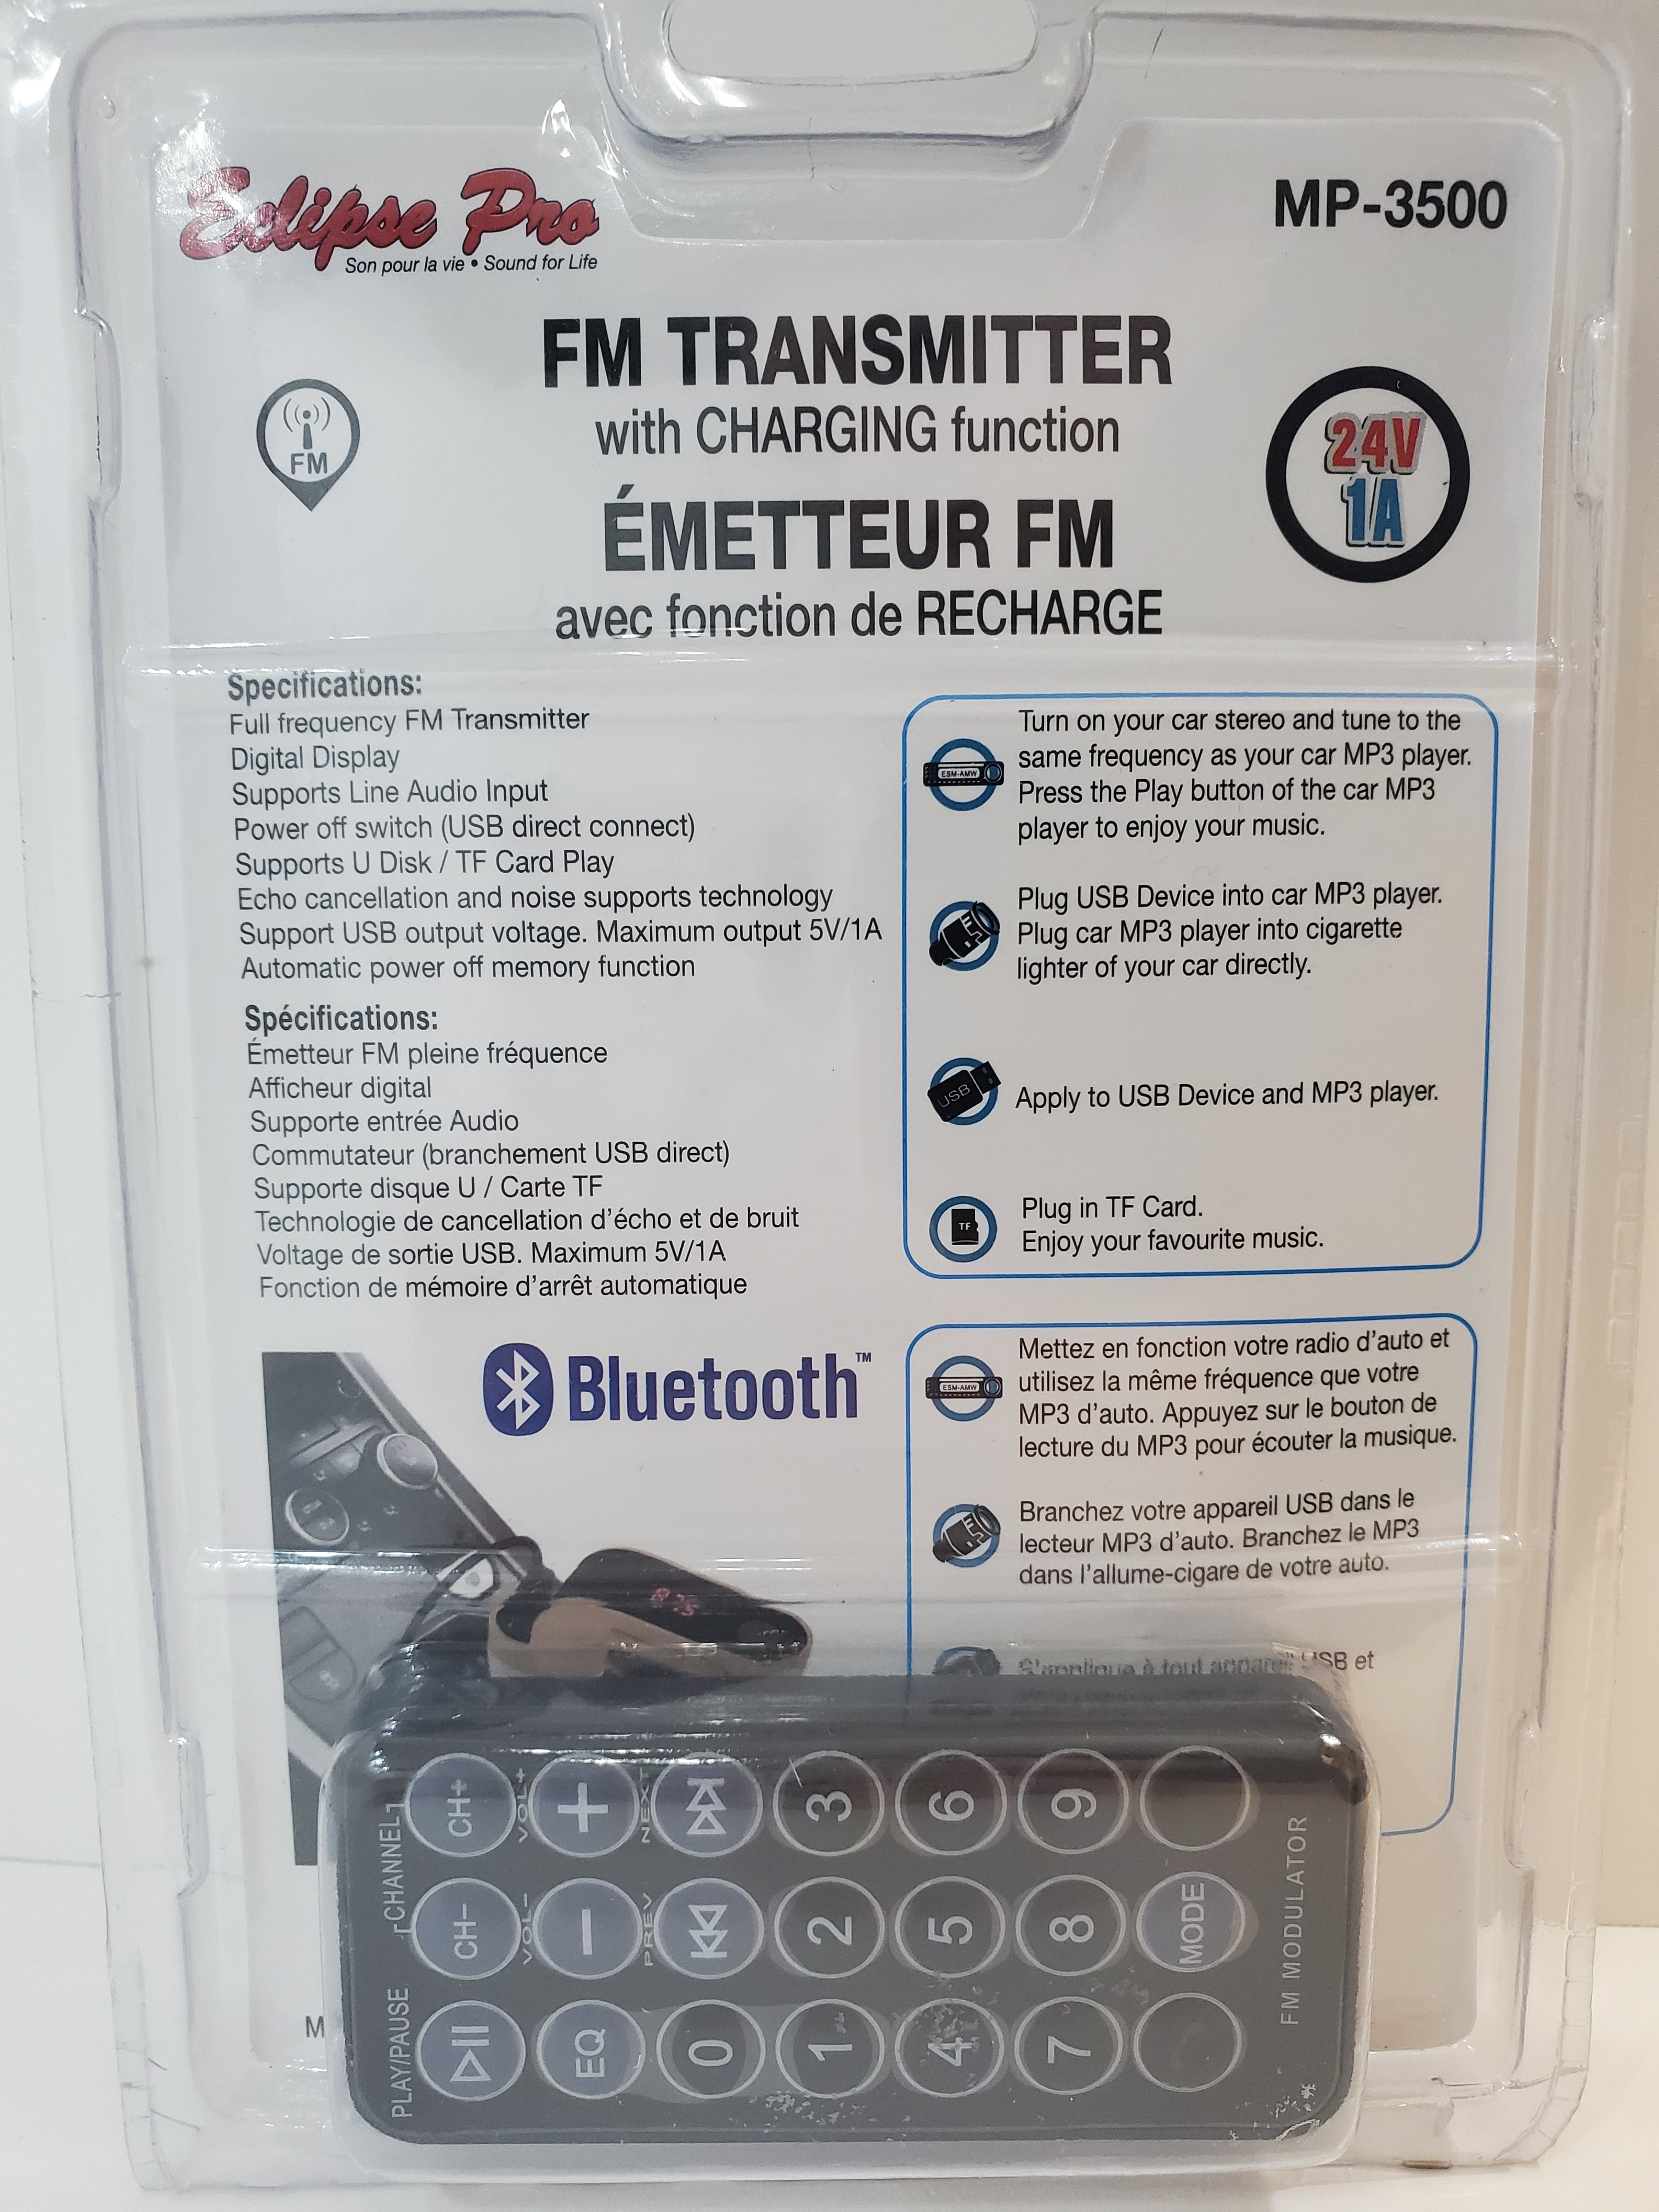 Eclipse Pro
Son pour la vie • Sound for Life
MP-3500
FM TRANSMITTER
with CHARGING function
ÉMETTEUR FM
avec fonction de RECHARGE
FM
24V
1A
Specifications:
Full frequency FM Transmitter
Digital Display
Supports Line Audio Input
Power off switch (USB direct connect)
Supports U Disk / TF Card Play
Echo cancellation and noise supports technology
Support USB output voltage. Maximum output 5V/1A
Automatic power off memory function
Spécifications:
Émetteur FM pleine fréquence
Afficheur digital
Supporte entrée Audio
Commutateur (branchement USB direct)
Supporte disque U / Carte TF
Technologie de cancellation d'écho et de bruit
Voltage de sortie USB. Maximum 5V/1A
Fonction de mémoire d'arrêt automatique
Bluetooth™
ESM-AMW
Turn on your car stereo and tune to the
same frequency as your car MP3 player.
Press the Play button of the car MP3
player to enjoy your music.
Plug USB Device into car MP3 player.
Plug car MP3 player into cigarette
lighter of your car directly.
USB
Apply to USB Device and MP3 player.
TF
Plug in TF Card.
Enjoy your favourite music.
ESM-AMW
Mettez en fonction votre radio d'auto et
utilisez la même fréquence que votre
MP3 d'auto. Appuyez sur le bouton de
lecture du MP3 pour écouter la musique.
Branchez votre appareil USB dans le
lecteur MP3 d'auto. Branchez le MP3
dans l'allume-cigare de votre auto.
S'applique à tout appareil USB et
M
PLAY/PAUSE CHANNEL
CH- CH+
VOL- VOL+
EQ − +
PREV NEXT
0
1 2 3
4 5 6
7 8 9
MODE
FM MODULATOR